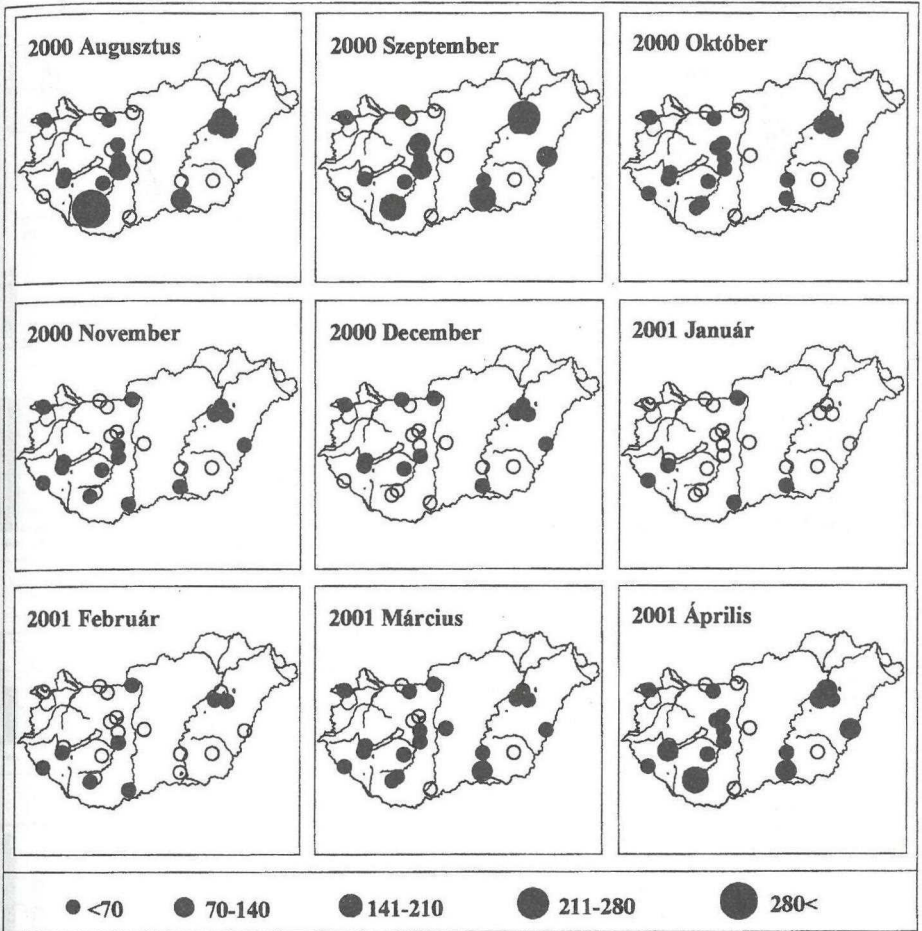 2000 Augusztus
2000 Szeptember
2000 Október
2000 November
2000 December
2001 Január
2001 Február
2001 Március
2001 Április
<70 70-140 141-210 211-280 280<